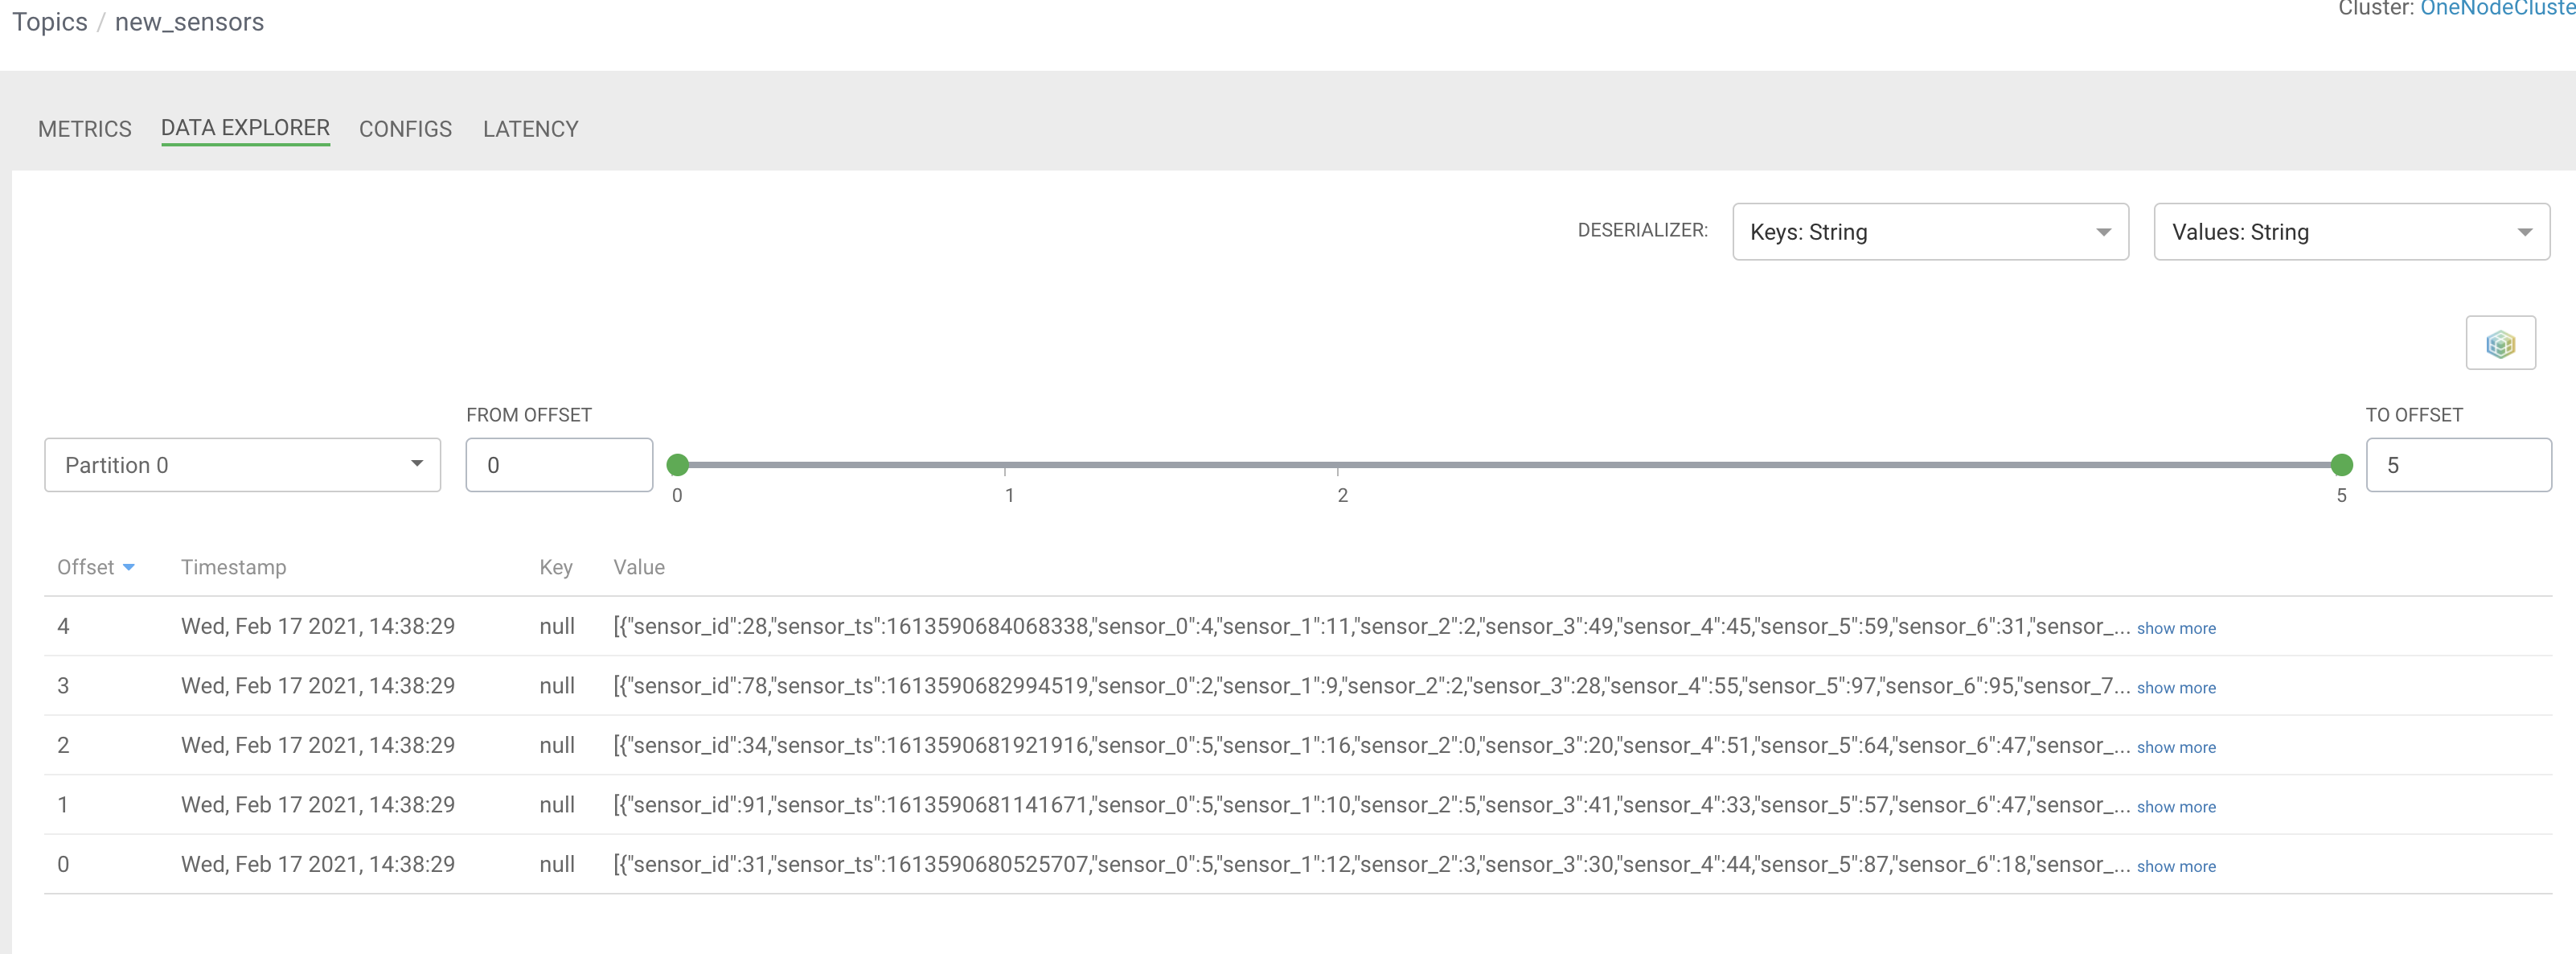 Topics / new_sensors
Cluster: OneNodeCluste
METRICS DATA EXPLORER CONFIGS LATENCY
DESERIALIZER: Keys: String Values: String
FROM OFFSET TO OFFSET
Partition 0 0 5
0 1 2 5
Offset Timestamp Key Value
4 Wed, Feb 17 2021, 14:38:29 null [{"sensor_id":28,"sensor_ts":1613590684068338,"sensor_0":4,"sensor_1":11,"sensor_2":2,"sensor_3":49,"sensor_4":45,"sensor_5":59,"sensor_6":31,"sensor_... show more
3 Wed, Feb 17 2021, 14:38:29 null [{"sensor_id":78,"sensor_ts":1613590682994519,"sensor_0":2,"sensor_1":9,"sensor_2":2,"sensor_3":28,"sensor_4":55,"sensor_5":97,"sensor_6":95,"sensor_7... show more
2 Wed, Feb 17 2021, 14:38:29 null [{"sensor_id":34,"sensor_ts":1613590681921916,"sensor_0":5,"sensor_1":16,"sensor_2":0,"sensor_3":20,"sensor_4":51,"sensor_5":64,"sensor_6":47,"sensor_... show more
1 Wed, Feb 17 2021, 14:38:29 null [{"sensor_id":91,"sensor_ts":1613590681141671,"sensor_0":5,"sensor_1":10,"sensor_2":5,"sensor_3":41,"sensor_4":33,"sensor_5":57,"sensor_6":47,"sensor_... show more
0 Wed, Feb 17 2021, 14:38:29 null [{"sensor_id":31,"sensor_ts":1613590680525707,"sensor_0":5,"sensor_1":12,"sensor_2":3,"sensor_3":30,"sensor_4":44,"sensor_5":87,"sensor_6":18,"sensor_... show more